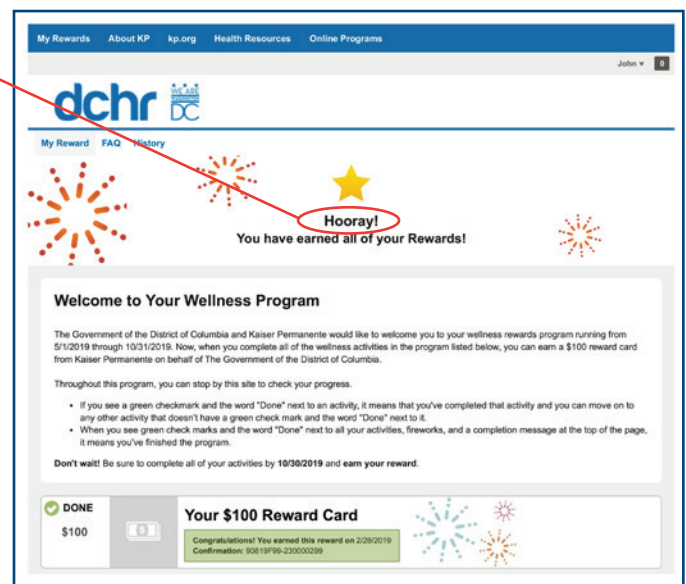 My Rewards About KP kp.org Health Resources Online Programs
John 0
dchr WE ARE WASHINGTON DC
My Reward FAQ History
Hooray!
You have earned all of your Rewards!
Welcome to Your Wellness Program
The Government of the District of Columbia and Kaiser Permanente would like to welcome you to your wellness rewards program running from
5/1/2019 through 10/31/2019. Now, when you complete all of the wellness activities in the program listed below, you can earn a $100 reward card
from Kaiser Permanente on behalf of The Government of the District of Columbia.
Throughout this program, you can stop by this site to check your progress.
• If you see a green checkmark and the word "Done" next to an activity, it means that you've completed that activity and you can move on to
any other activity that doesn't have a green check mark and the word "Done" next to it.
• When you see green check marks and the word "Done" next to all your activities, fireworks, and a completion message at the top of the page,
it means you've finished the program.
Don't wait! Be sure to complete all of your activities by 10/30/2019 and earn your reward.
DONE
$100
Your $100 Reward Card
Congratulations! You earned this reward on 2/28/2019
Confirmation: 90819F99-230000299